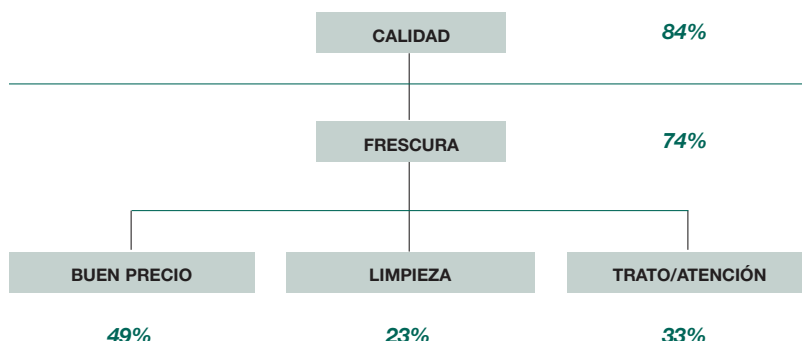 CALIDAD 84%
FRESCURA 74%
BUEN PRECIO LIMPIEZA TRATO/ATENCIÓN
49% 23% 33%